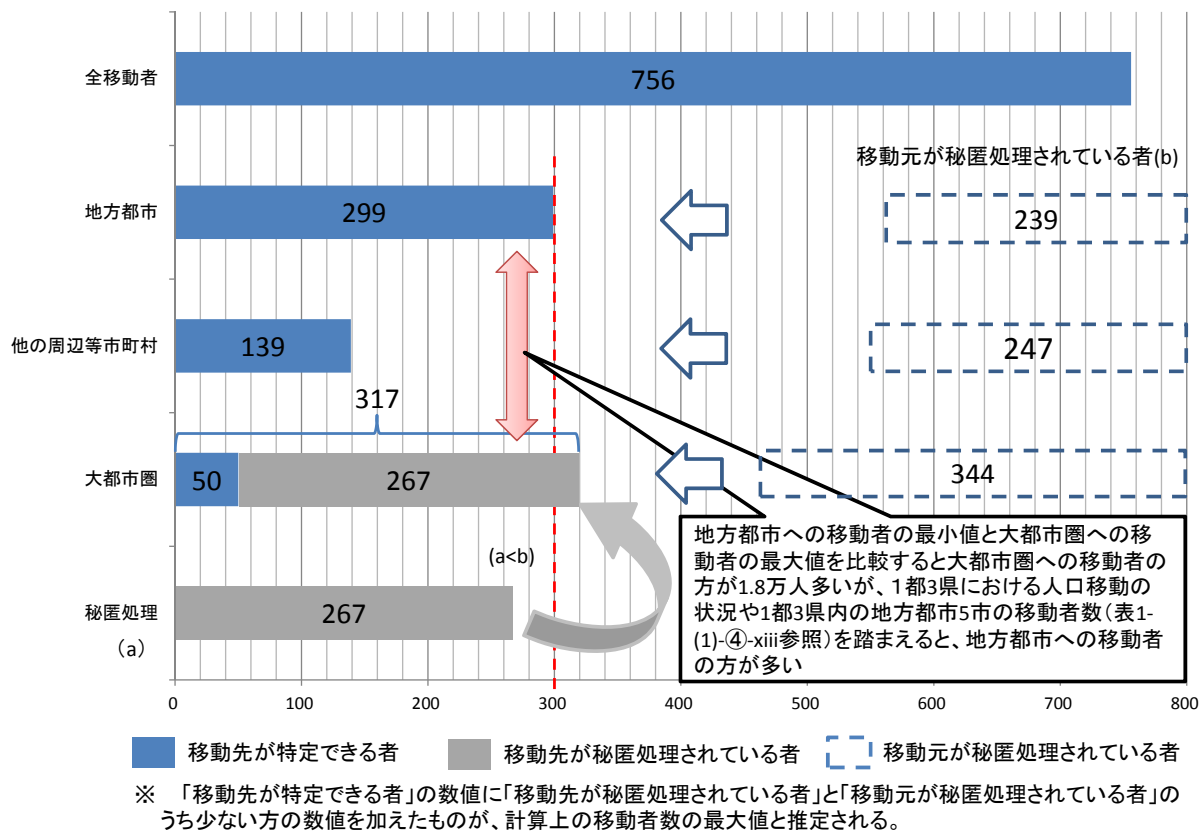 全移動者
756
移動元が秘匿処理されている者(b)
地方都市
299
239
他の周辺等市町村
139
247
317
大都市圏
50
267
344
(a<b)
秘匿処理
(a)
267
地方都市への移動者の最小値と大都市圏への移
動者の最大値を比較すると大都市圏への移動者の
方が1.8万人多いが、1都3県における人口移動の
状況や1都3県内の地方都市5市の移動者数(表1-
(1)-④-xiii参照)を踏まえると、地方都市への移動者
の方が多い
0 100 200 300 400 500 600 700 800
移動先が特定できる者 移動先が秘匿処理されている者 移動元が秘匿処理されている者
※ 「移動先が特定できる者」の数値に「移動先が秘匿処理されている者」と「移動元が秘匿処理されている者」の
うち少ない方の数値を加えたものが、計算上の移動者数の最大値と推定される。